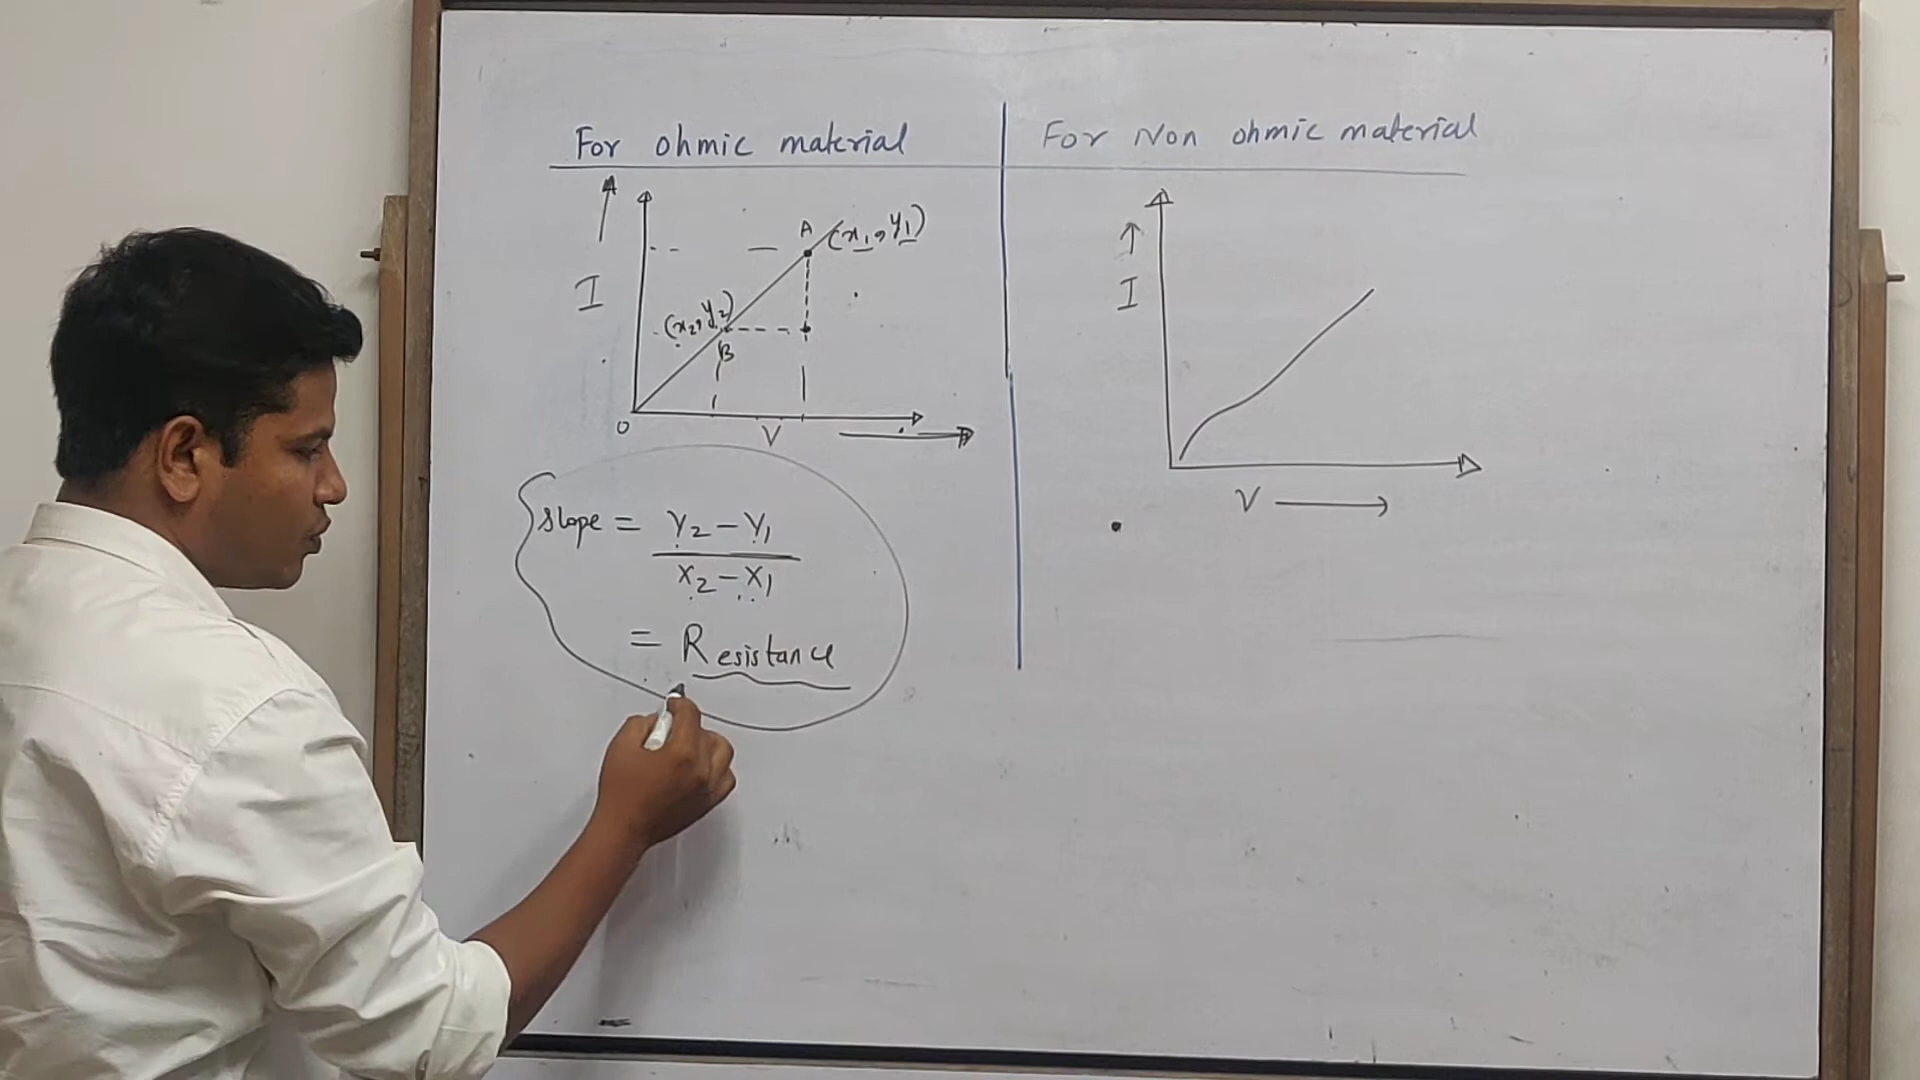 For ohmic material
A (x₁, y₁)
I
(x₂, y₂)
B
O
V
slope = Y₂ - Y₁
X₂ - X₁
= Resistance
For Non ohmic material
I
V